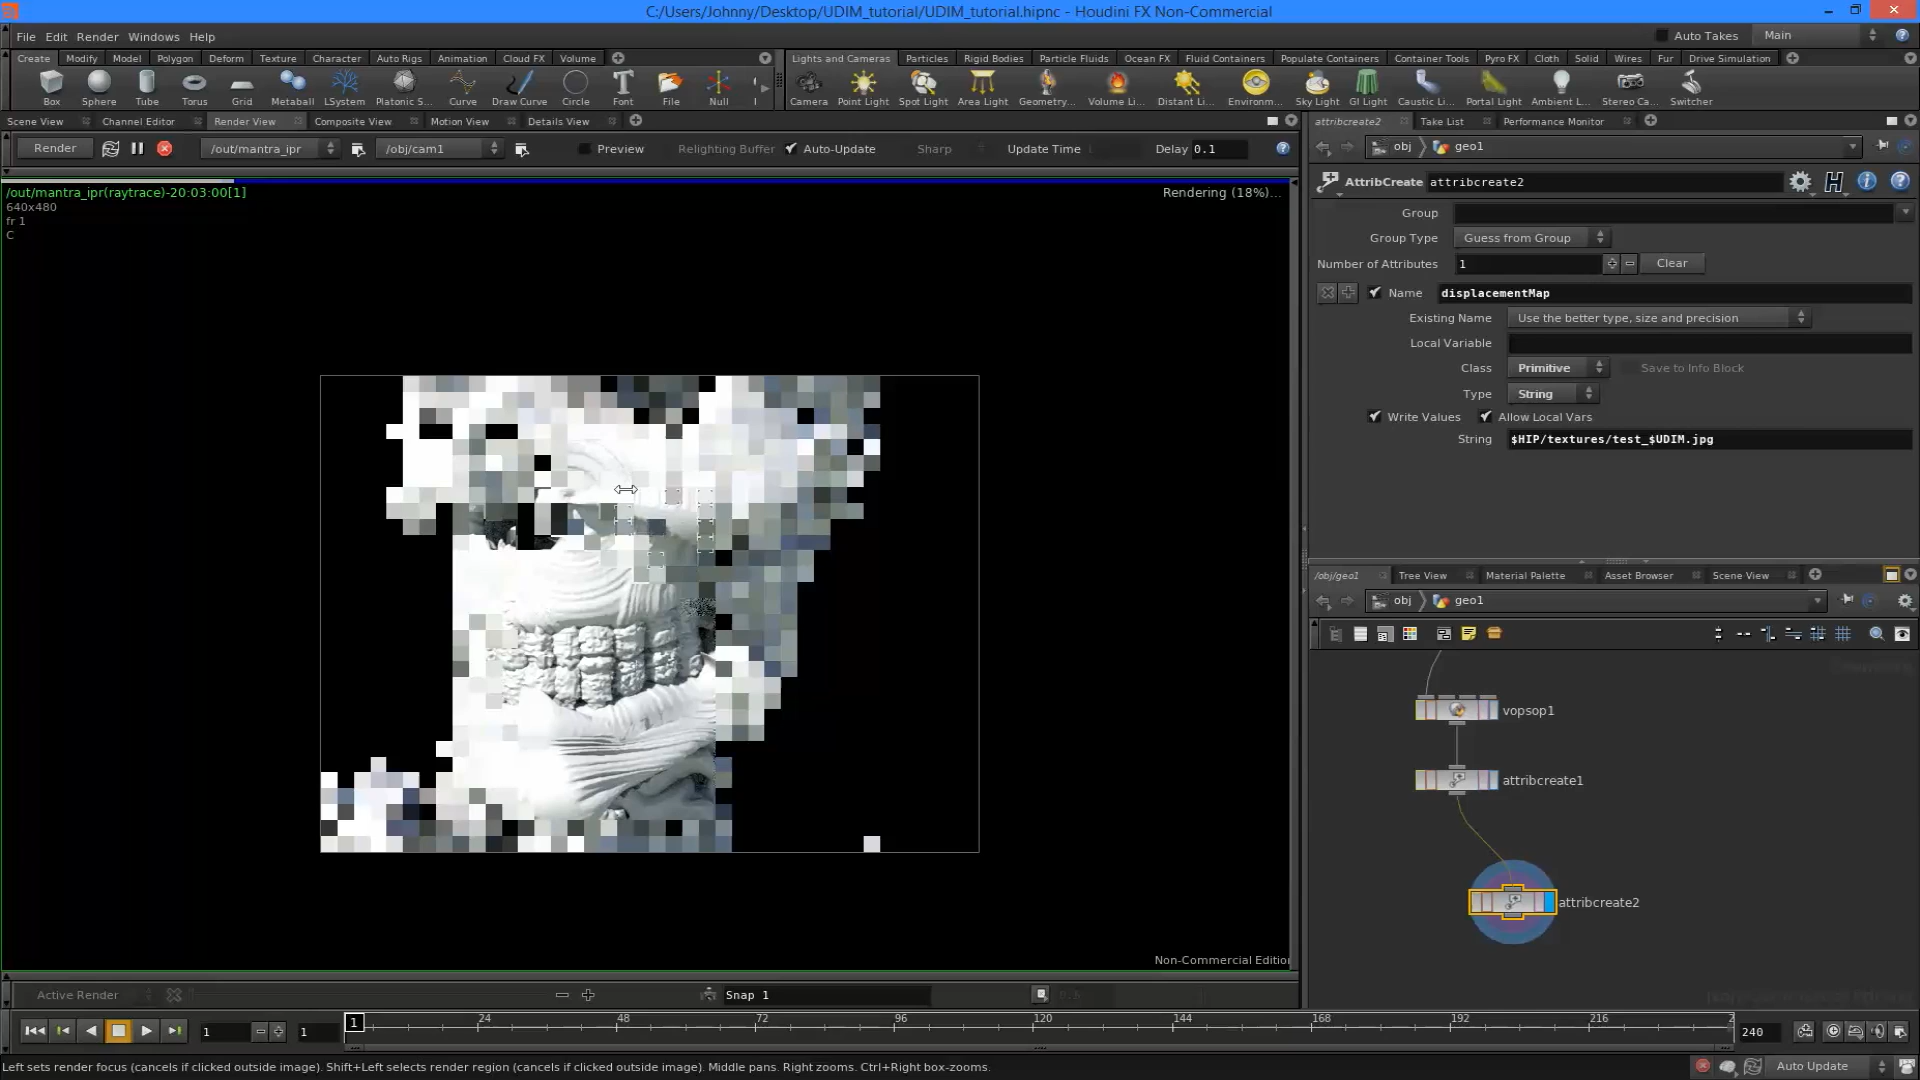 C:/Users/Johnny/Desktop/UDIM_tutorial/UDIM_tutorial.hipnc - Houdini FX Non-Commercial
File Edit Render Windows Help
Auto Takes Main
Create Modify Model Polygon Deform Texture Character Auto Rigs Animation Cloud FX Volume
Lights and Cameras Particles Rigid Bodies Particle Fluids Ocean FX Fluid Containers Populate Containers Container Tools Pyro FX Cloth Solid Wires Fur Drive Simulation
Box Sphere Tube Torus Grid Metaball LSystem Platonic S... Curve Draw Curve Circle Font File Null
Camera Point Light Spot Light Area Light Geometry... Volume Li... Distant Li... Environm... Sky Light GI Light Caustic Li... Portal Light Ambient L... Stereo Ca... Switcher
Scene View Channel Editor Render View Composite View Motion View Details View
attribcreate2 Take List Performance Monitor
Render /out/mantra_ipr /obj/cam1 Preview Relighting Buffer Auto-Update Sharp Update Time Delay 0.1
obj geo1
AttribCreate attribcreate2
/out/mantra_ipr(raytrace)-20:03:00[1]
Rendering (18%)...
640x480
fr 1
C
Group
Group Type Guess from Group
Number of Attributes 1 Clear
Name displacementMap
Existing Name Use the better type, size and precision
Local Variable
Class Primitive Save to Info Block
Type String
Write Values Allow Local Vars
String $HIP/textures/test_$UDIM.jpg
/obj/geo1 Tree View Material Palette Asset Browser Scene View
obj geo1
vopsop1
attribcreate1
attribcreate2
Non-Commercial Editio
Active Render Snap 1
1 1 1 24 48 72 96 120 144 168 192 216 2 240
Left sets render focus (cancels if clicked outside image). Shift+Left selects render region (cancels if clicked outside image). Middle pans. Right zooms. Ctrl+Right box-zooms.
Auto Update